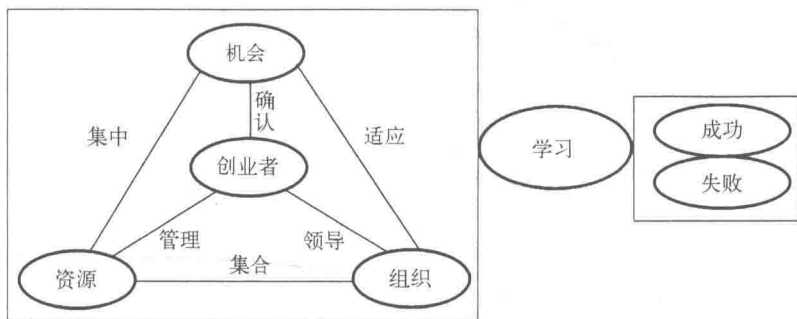 机会
确认
集中
适应
创业者
管理
领导
资源
集合
组织
学习
成功
失败